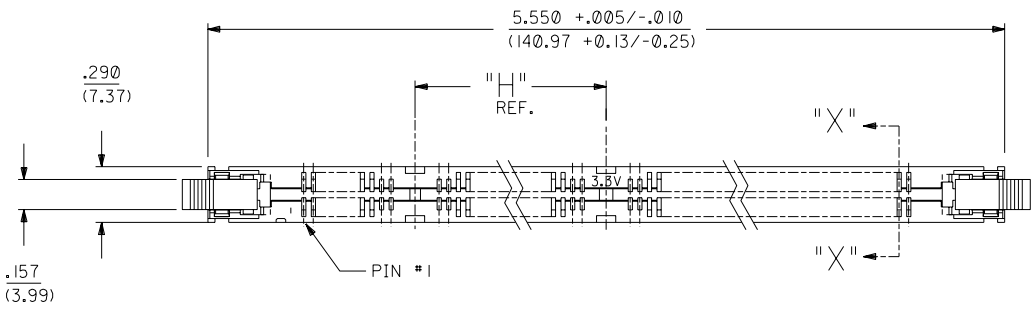 5.550 +.005/-.010
(140.97 +0.13/-0.25)
.290
(7.37)
"H"
REF.
"X"
3.3V
"X"
PIN #1
.157
(3.99)